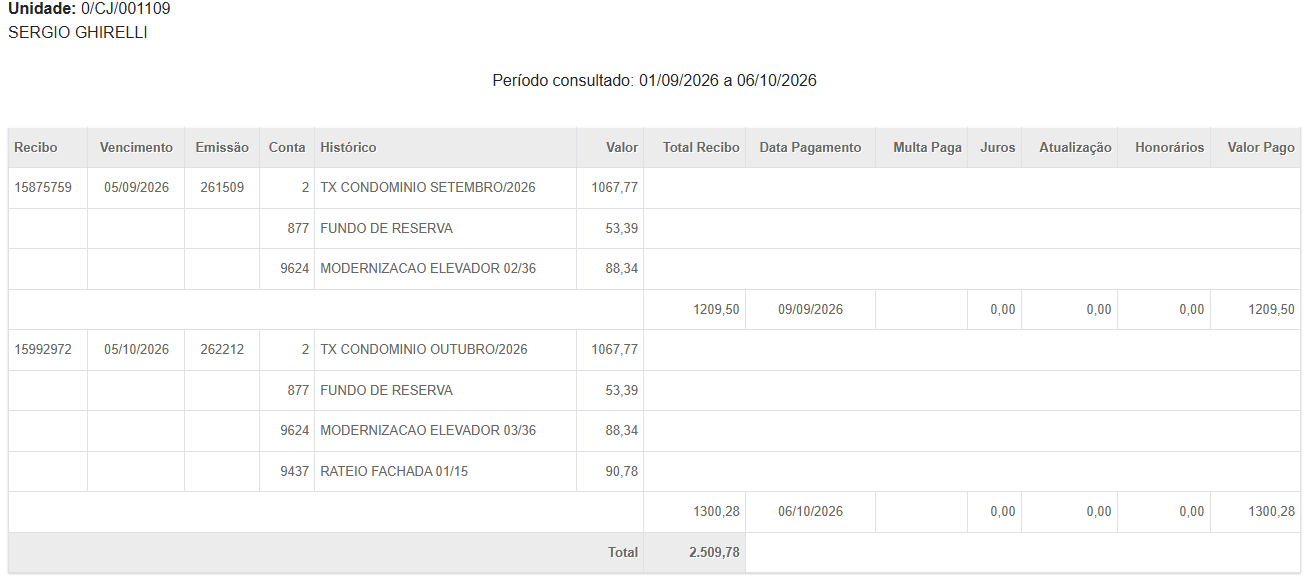 Unidade: 0/CJ/001109
SERGIO GHIRELLI
Período consultado: 01/09/2026 a 06/10/2026
Recibo Vencimento Emissão Conta Histórico Valor Total Recibo Data Pagamento Multa Paga Juros Atualização Honorários Valor Pago
15875759 05/09/2026 261509 2 TX CONDOMINIO SETEMBRO/2026 1067,77
877 FUNDO DE RESERVA 53,39
9624 MODERNIZACAO ELEVADOR 02/36 88,34
1209,50 09/09/2026 0,00 0,00 0,00 1209,50
15992972 05/10/2026 262212 2 TX CONDOMINIO OUTUBRO/2026 1067,77
877 FUNDO DE RESERVA 53,39
9624 MODERNIZACAO ELEVADOR 03/36 88,34
9437 RATEIO FACHADA 01/15 90,78
1300,28 06/10/2026 0,00 0,00 0,00 1300,28
Total 2.509,78